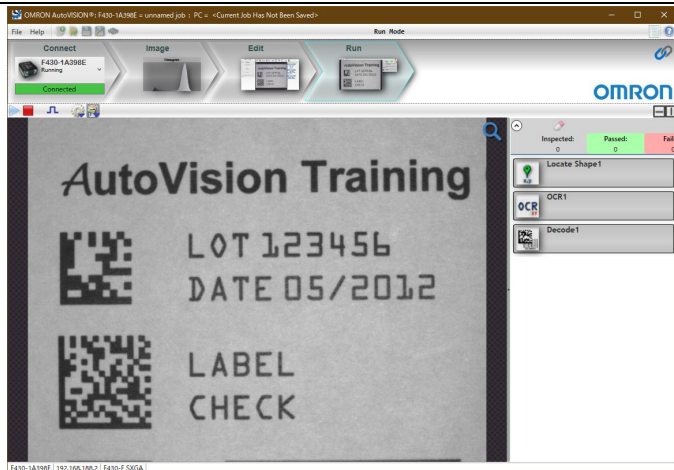 OMRON AutoVISION®: F430-1A398E = unnamed job : PC = <Current Job Has Not Been Saved>
File Help
Run Mode
Connect
Image
Edit
Run
F430-1A398E
Running
Connected
OMRON
Inspected:
Passed:
Fail
0
0
Locate Shape1
OCR1
OCR
Decode1
AutoVision Training
LOT 123456
DATE 05/2012
LABEL
CHECK
F430-1A398E 192.168.188.2 F430-F SXGA